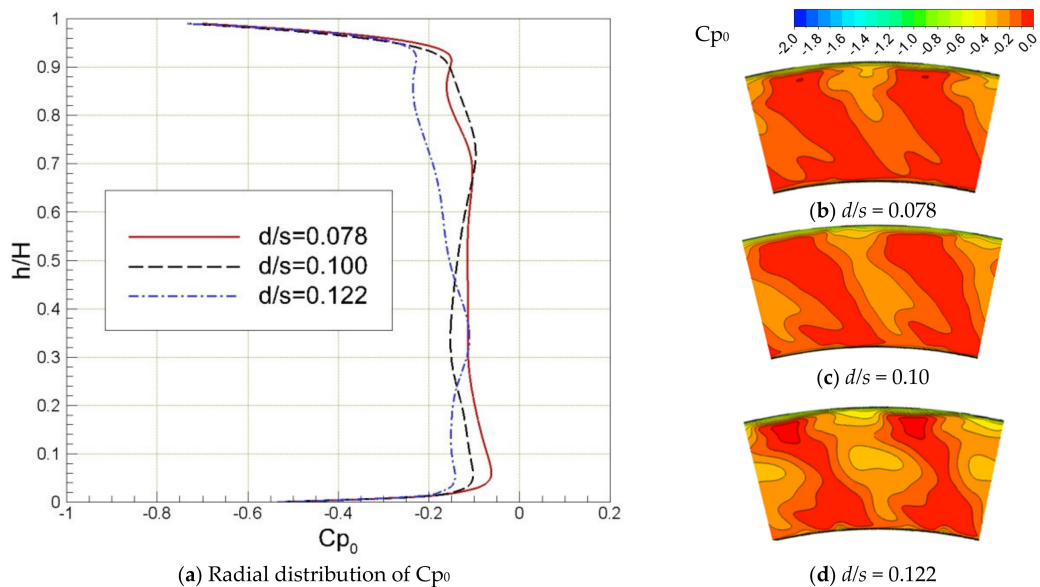 1
0.9
0.8
0.7
0.6
0.5
0.4
0.3
0.2
0.1
0
h/H
d/s=0.078
d/s=0.100
d/s=0.122
-1
-0.8
-0.6
-0.4
-0.2
0
0.2
Cp₀
(a) Radial distribution of Cp₀
Cp₀
-2.0
-1.8
-1.6
-1.4
-1.2
-1.0
-0.8
-0.6
-0.4
-0.2
0.0
(b) d/s = 0.078
(c) d/s = 0.10
(d) d/s = 0.122